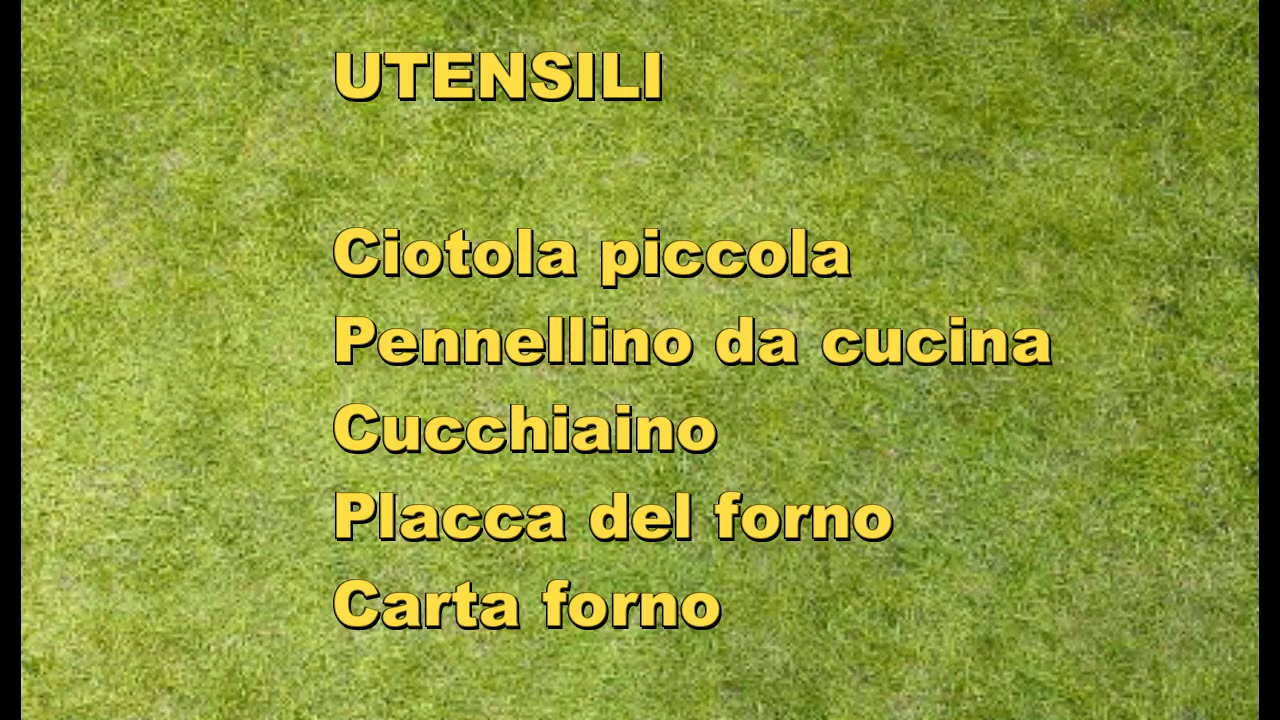 UTENSILI
Ciotola piccola
Pennellino da cucina
Cucchiaino
Placca del forno
Carta forno